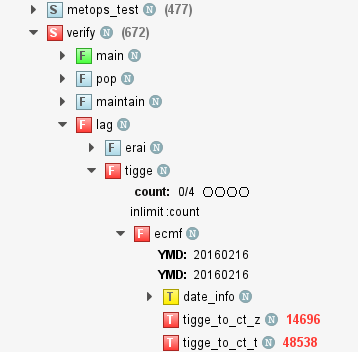 S metops_test N (477)
S verify N (672)
F main N
F pop N
F maintain N
F lag N
F erai N
F tigge N
count: 0/4
inlimit:count
F ecmf N
YMD: 20160216
YMD: 20160216
T date_info N
T tigge_to_ct_z N 14696
T tigge_to_ct_t N 48538